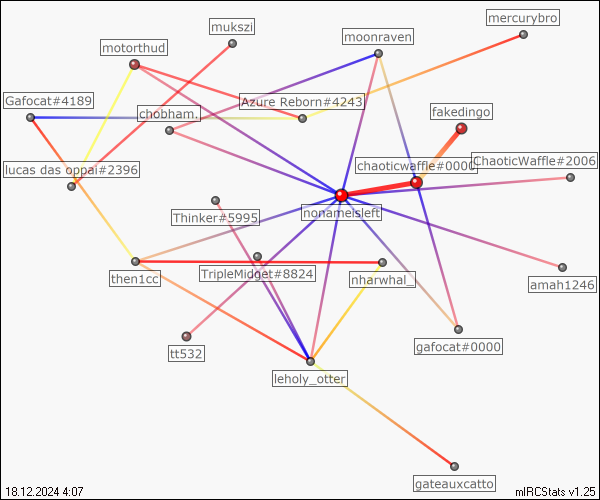 mukszi
mercurybro
motorthud
moonraven
Gafocat#4189
Azure Reborn#4243
chobham.
fakedingo
lucas das oppai#2396
chaoticwaffle#0000
ChaoticWaffle#2006
Thinker#5995
nonameisleft
then1cc
TripleMidget#8824
nharwhal_
amah1246
tt532
gafocat#0000
leholy_otter
gateauxcatto
18.12.2024 4:07
mIRCStats v1.25